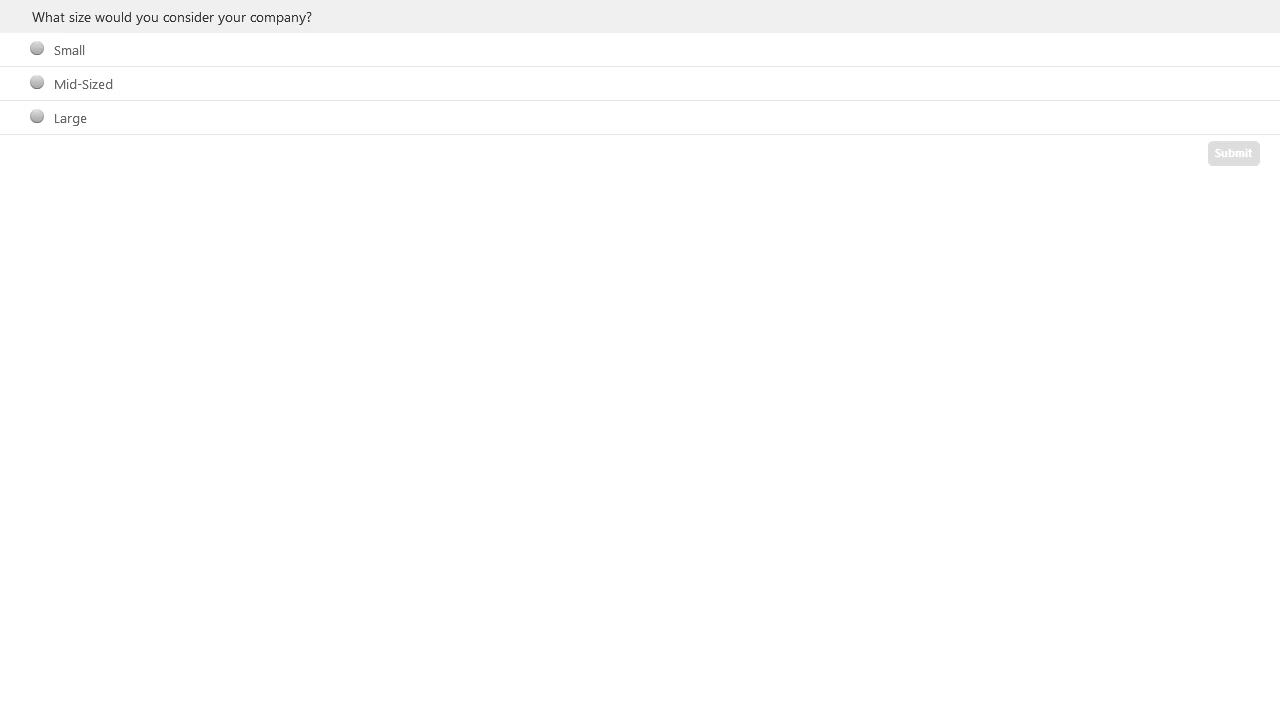 What size would you consider your company?
Small
Mid-Sized
Large
Submit